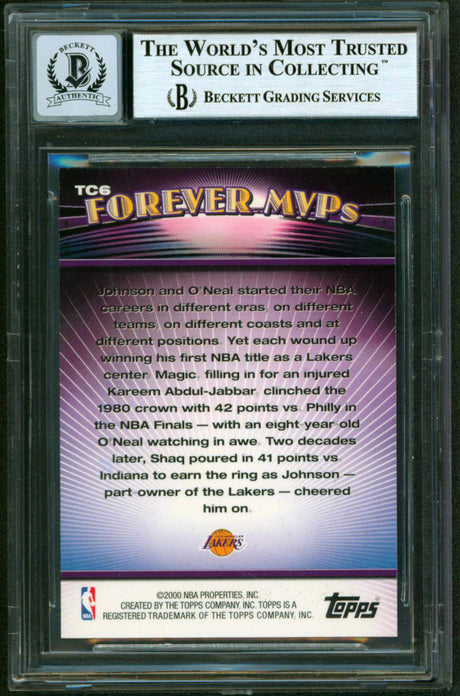 BECKETT
B
AUTHENTIC
THE WORLD'S MOST TRUSTED
SOURCE IN COLLECTING™
B BECKETT GRADING SERVICES
TC6
FOREVER MVPs
Johnson and O'Neal started their NBA
careers in different eras, on different
teams, on different coasts and at
different positions. Yet each wound up
winning his first NBA title as a Lakers
center. Magic, filling in for an injured
Kareem Abdul-Jabbar, clinched the
1980 crown with 42 points vs. Philly in
the NBA Finals — with an eight-year old
O'Neal watching in awe. Two decades
later, Shaq poured in 41 points vs.
Indiana to earn the ring as Johnson —
part-owner of the Lakers — cheered
him on.
LOS ANGELES
LAKERS
NBA
©2000 NBA PROPERTIES, INC.
CREATED BY THE TOPPS COMPANY, INC. TOPPS IS A
REGISTERED TRADEMARK OF THE TOPPS COMPANY, INC.
topps